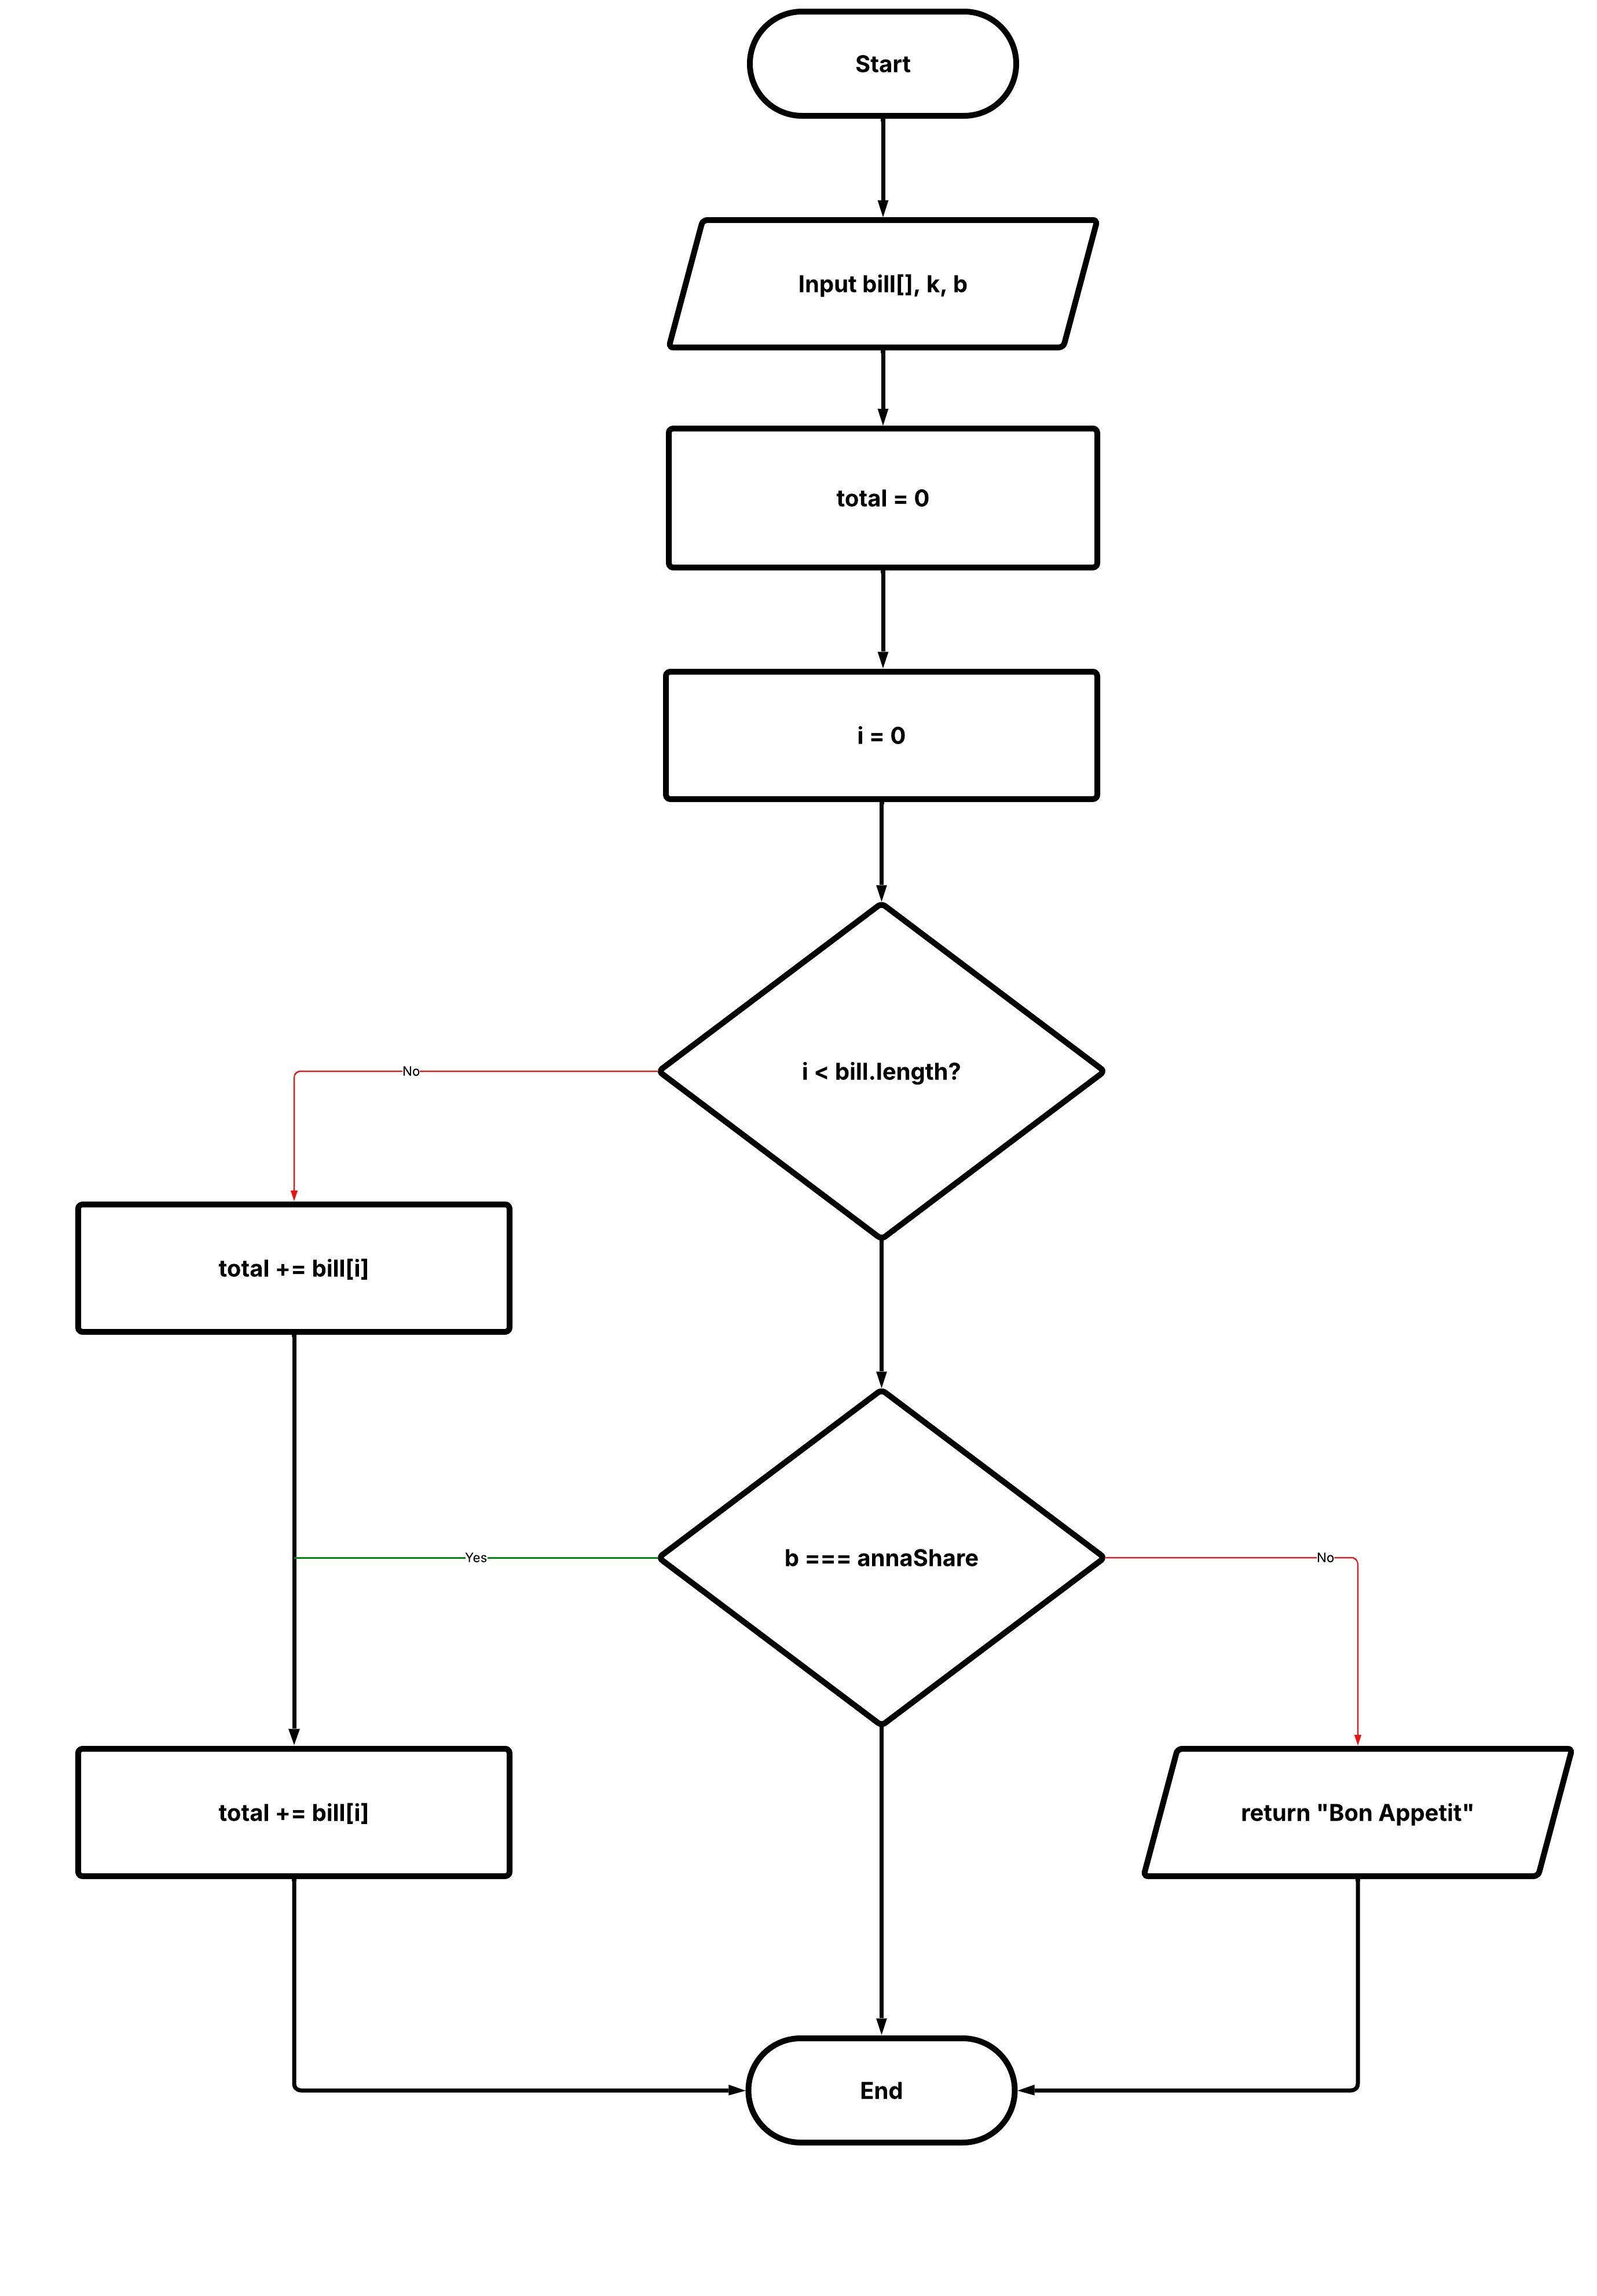 Start
Input bill[], k, b
total = 0
i = 0
i < bill.length?
No
total += bill[i]
b === annaShare
Yes
No
total += bill[i]
return "Bon Appetit"
End